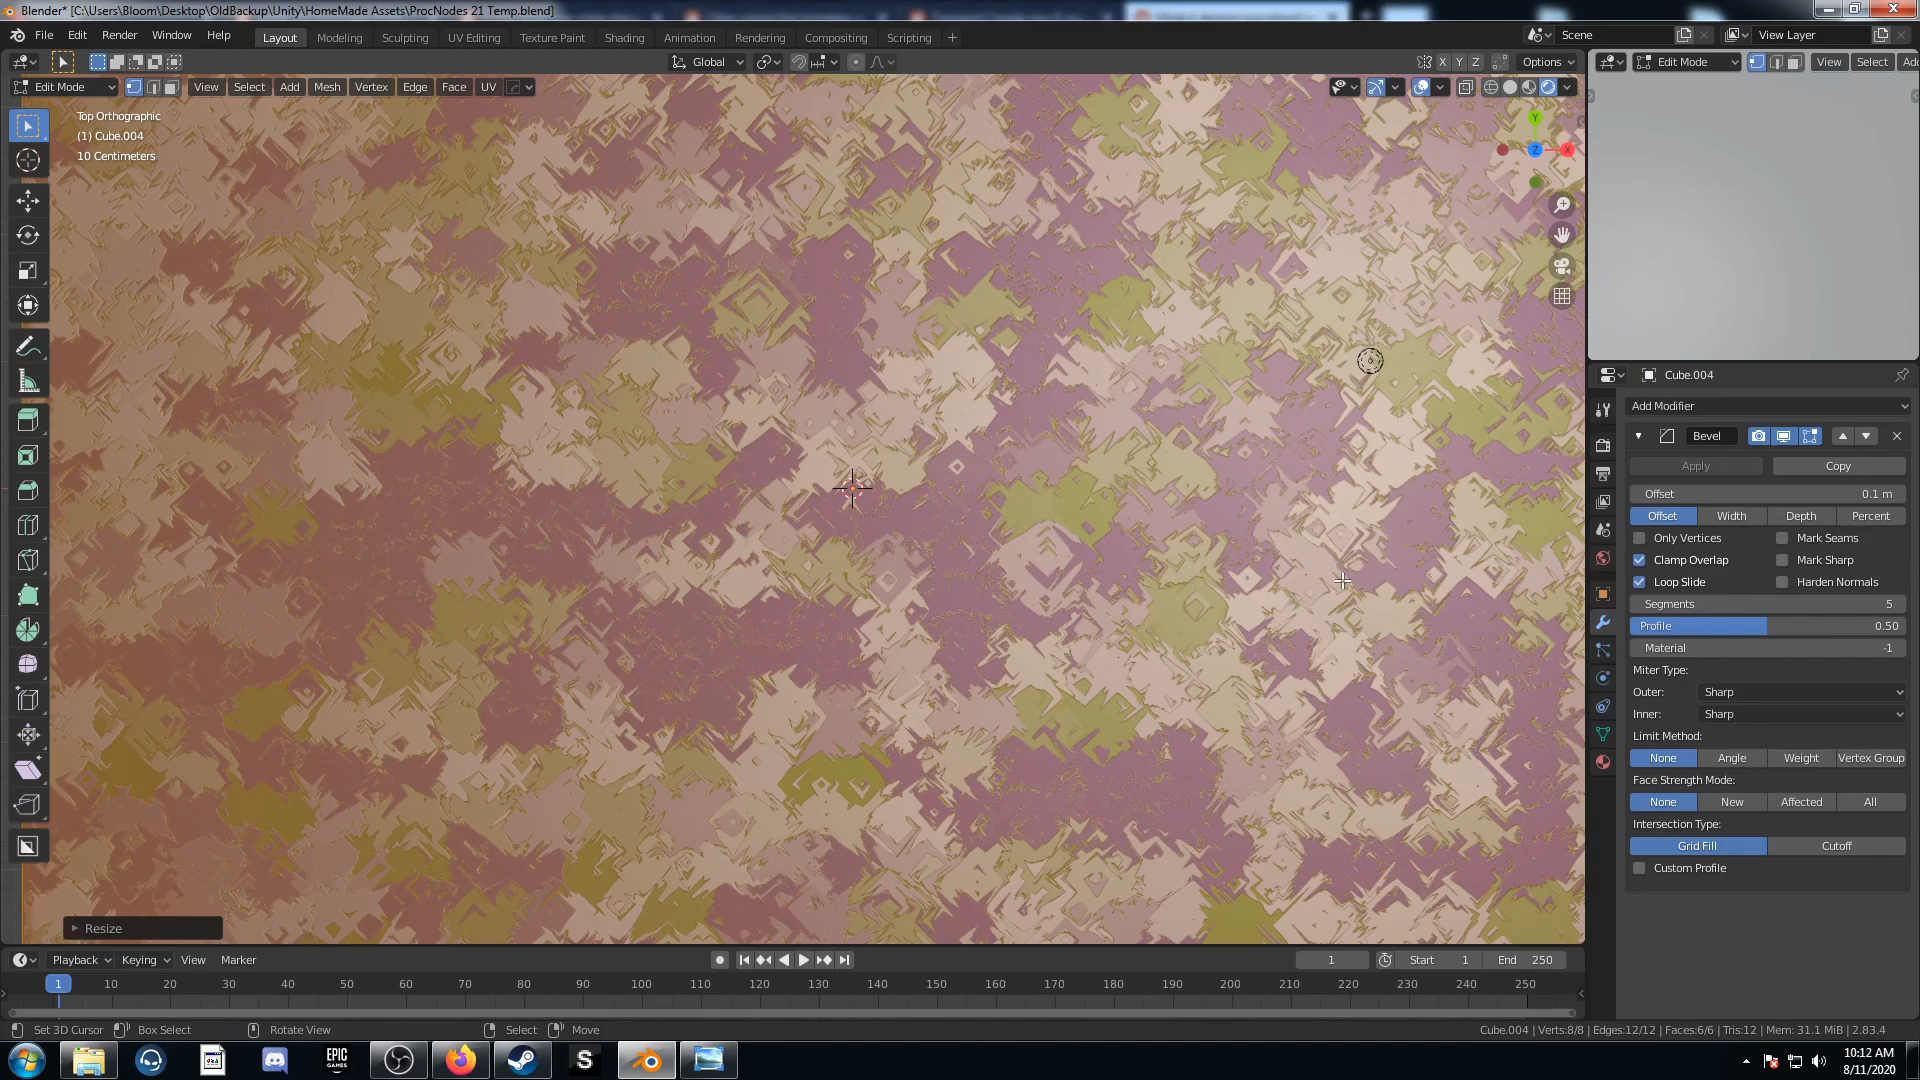 Blender* [C:\Users\Bloom\Desktop\OldBackup\Unity\HomeMade Assets\ProcNodes 21 Temp.blend]
File Edit Render Window Help
Layout Modeling Sculpting UV Editing Texture Paint Shading Animation Rendering Compositing Scripting +
Scene View Layer
Global X Y Z Options
Edit Mode View Select Add Mesh Vertex Edge Face UV
Edit Mode View Select
Top Orthographic
(1) Cube.004
10 Centimeters
Y
Z X
Cube.004
Add Modifier
Bevel
Apply Copy
Offset 0.1 m
Offset Width Depth Percent
Only Vertices Mark Seams
Clamp Overlap Mark Sharp
Loop Slide Harden Normals
Segments 5
Profile 0.50
Material -1
Miter Type:
Outer: Sharp
Inner: Sharp
Limit Method:
None Angle Weight Vertex Group
Face Strength Mode:
None New Affected All
Intersection Type:
Grid Fill Cutoff
Custom Profile
Resize
Playback Keying View Marker 1 Start 1 End 250
1 10 20 30 40 50 60 70 80 90 100 110 120 130 140 150 160 170 180 190 200 210 220 230 240 250
Set 3D Cursor Box Select Rotate View Select Move
Cube.004 | Verts:8/8 | Edges:12/12 | Faces:6/6 | Tris:12 | Mem: 31.1 MiB | 2.83.4
EPIC
GAMES
S
10:12 AM
8/11/2020